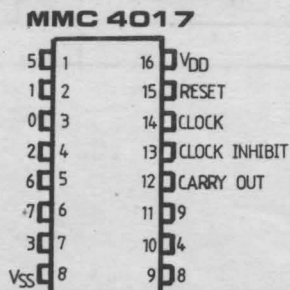 MMC 4017
5 1 16 VDD
1 2 15 RESET
0 3 14 CLOCK
2 4 13 CLOCK INHIBIT
6 5 12 CARRY OUT
7 6 11 9
3 7 10 4
VSS 8 9 8